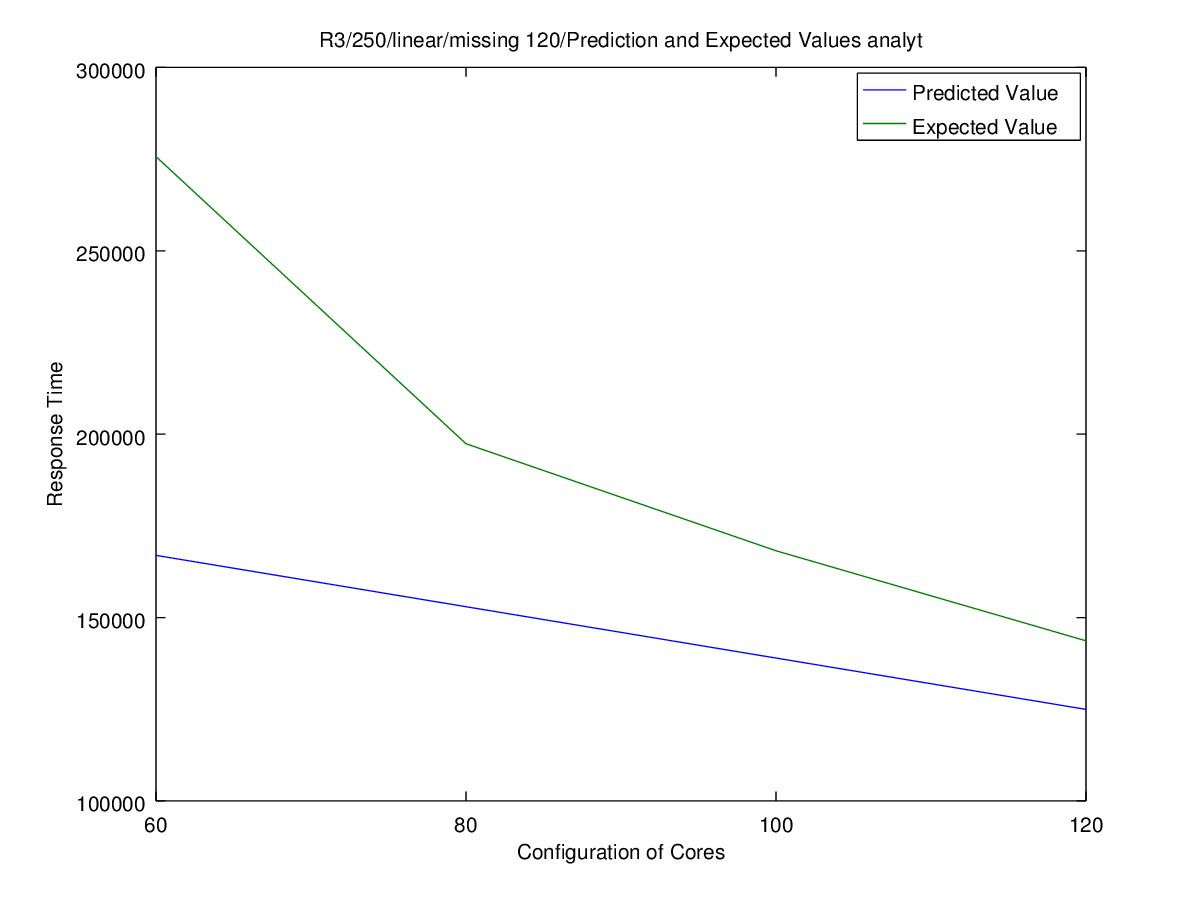 R3/250/linear/missing 120/Prediction and Expected Values analyt
300000
Predicted Value
Expected Value
250000
200000
150000
100000
Response Time
60
80
100
120
Configuration of Cores